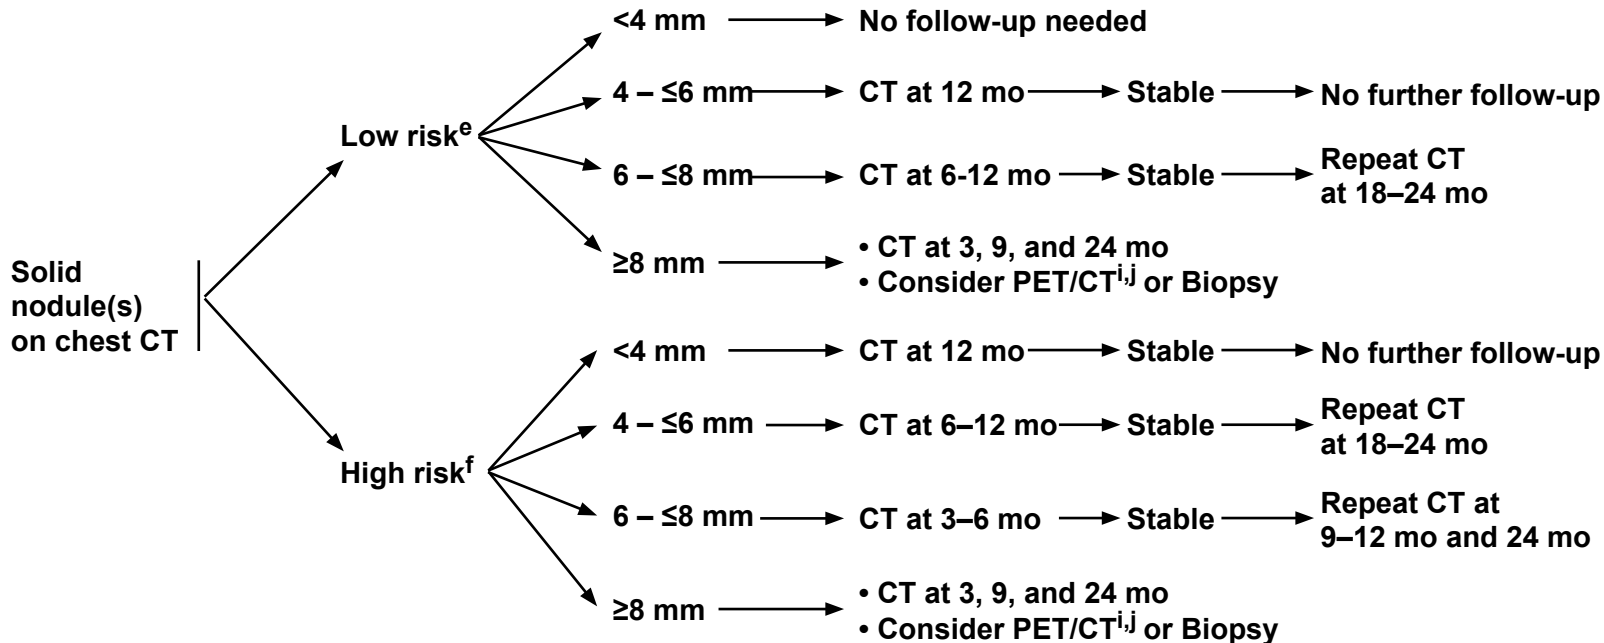 Solid
nodule(s)
on chest CT
Low riskᵉ
<4 mm
No follow-up needed
4 – ≤6 mm
CT at 12 mo
Stable
No further follow-up
6 – ≤8 mm
CT at 6-12 mo
Stable
Repeat CT
at 18–24 mo
≥8 mm
• CT at 3, 9, and 24 mo
• Consider PET/CTⁱ,ʲ or Biopsy
High riskᶠ
<4 mm
CT at 12 mo
Stable
No further follow-up
4 – ≤6 mm
CT at 6–12 mo
Stable
Repeat CT
at 18–24 mo
6 – ≤8 mm
CT at 3–6 mo
Stable
Repeat CT at
9–12 mo and 24 mo
≥8 mm
• CT at 3, 9, and 24 mo
• Consider PET/CTⁱ,ʲ or Biopsy